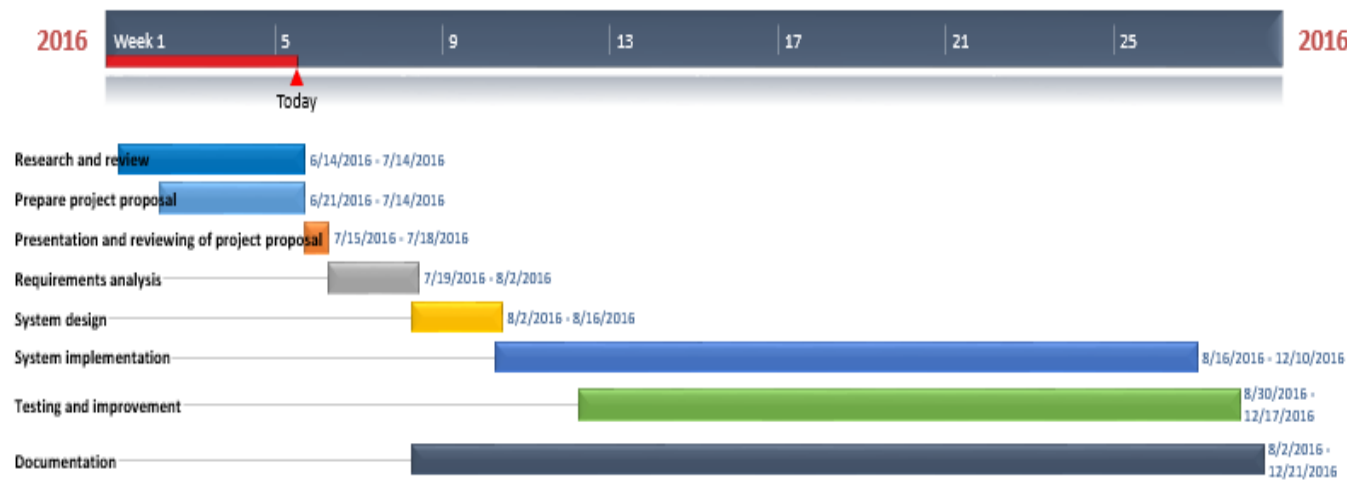 2016 Week 1 5 9 13 17 21 25 2016
Today
Research and review 6/14/2016 - 7/14/2016
Prepare project proposal 6/21/2016 - 7/14/2016
Presentation and reviewing of project proposal 7/15/2016 - 7/18/2016
Requirements analysis 7/19/2016 - 8/2/2016
System design 8/2/2016 - 8/16/2016
System implementation 8/16/2016 - 12/10/2016
Testing and improvement 8/30/2016 -
12/17/2016
Documentation 8/2/2016 -
12/21/2016